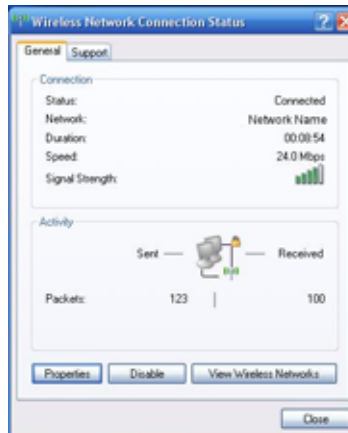 Wireless Network Connection Status
General Support
Connection
Status: Connected
Network: Network Name
Duration: 00:08:54
Speed: 24.0 Mbps
Signal Strength:
Activity
Sent — — Received
Packets: 123 | 100
Properties Disable View Wireless Networks
Close